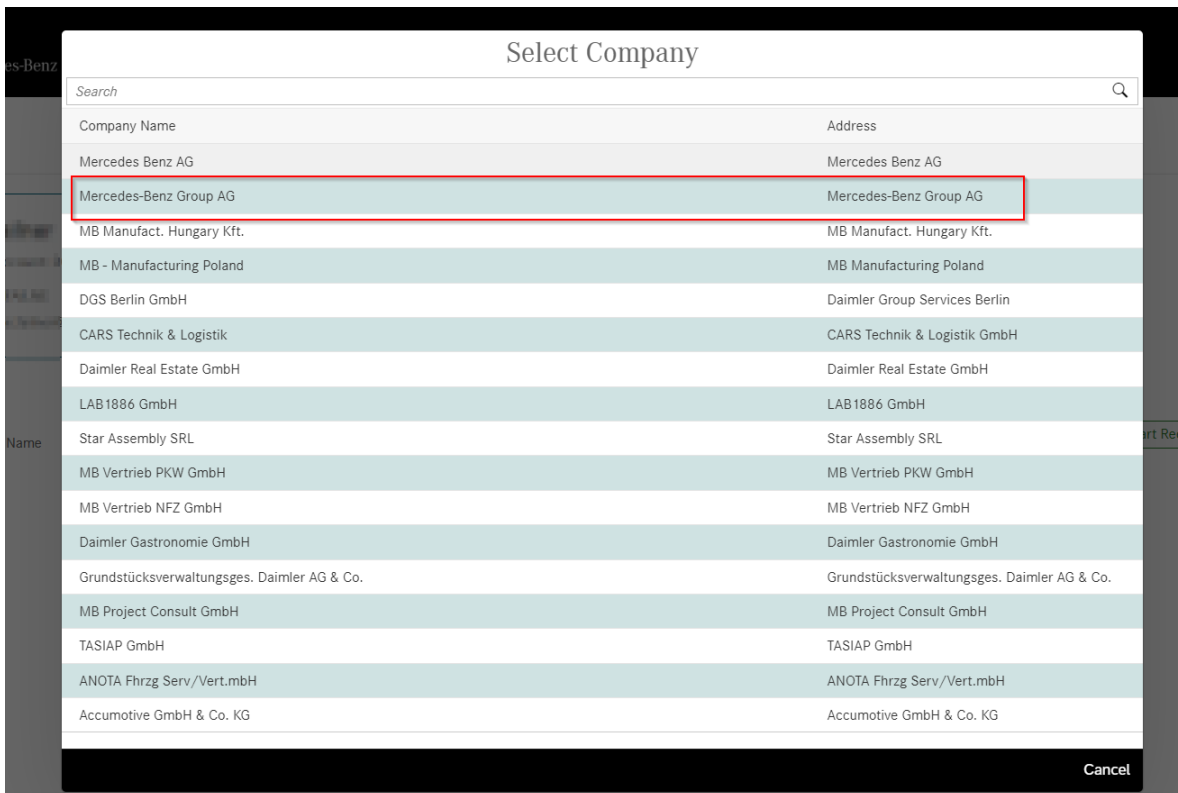 Select Company
es-Benz
Search
Company Name Address
Mercedes Benz AG Mercedes Benz AG
Mercedes-Benz Group AG Mercedes-Benz Group AG
MB Manufact. Hungary Kft. MB Manufact. Hungary Kft.
MB - Manufacturing Poland MB Manufacturing Poland
DGS Berlin GmbH Daimler Group Services Berlin
CARS Technik & Logistik CARS Technik & Logistik GmbH
Daimler Real Estate GmbH Daimler Real Estate GmbH
LAB1886 GmbH LAB1886 GmbH
Star Assembly SRL Star Assembly SRL
Name art Re
MB Vertrieb PKW GmbH MB Vertrieb PKW GmbH
MB Vertrieb NFZ GmbH MB Vertrieb NFZ GmbH
Daimler Gastronomie GmbH Daimler Gastronomie GmbH
Grundstücksverwaltungsges. Daimler AG & Co. Grundstücksverwaltungsges. Daimler AG & Co.
MB Project Consult GmbH MB Project Consult GmbH
TASIAP GmbH TASIAP GmbH
ANOTA Fhrzg Serv/Vert.mbH ANOTA Fhrzg Serv/Vert.mbH
Accumotive GmbH & Co. KG Accumotive GmbH & Co. KG
Cancel